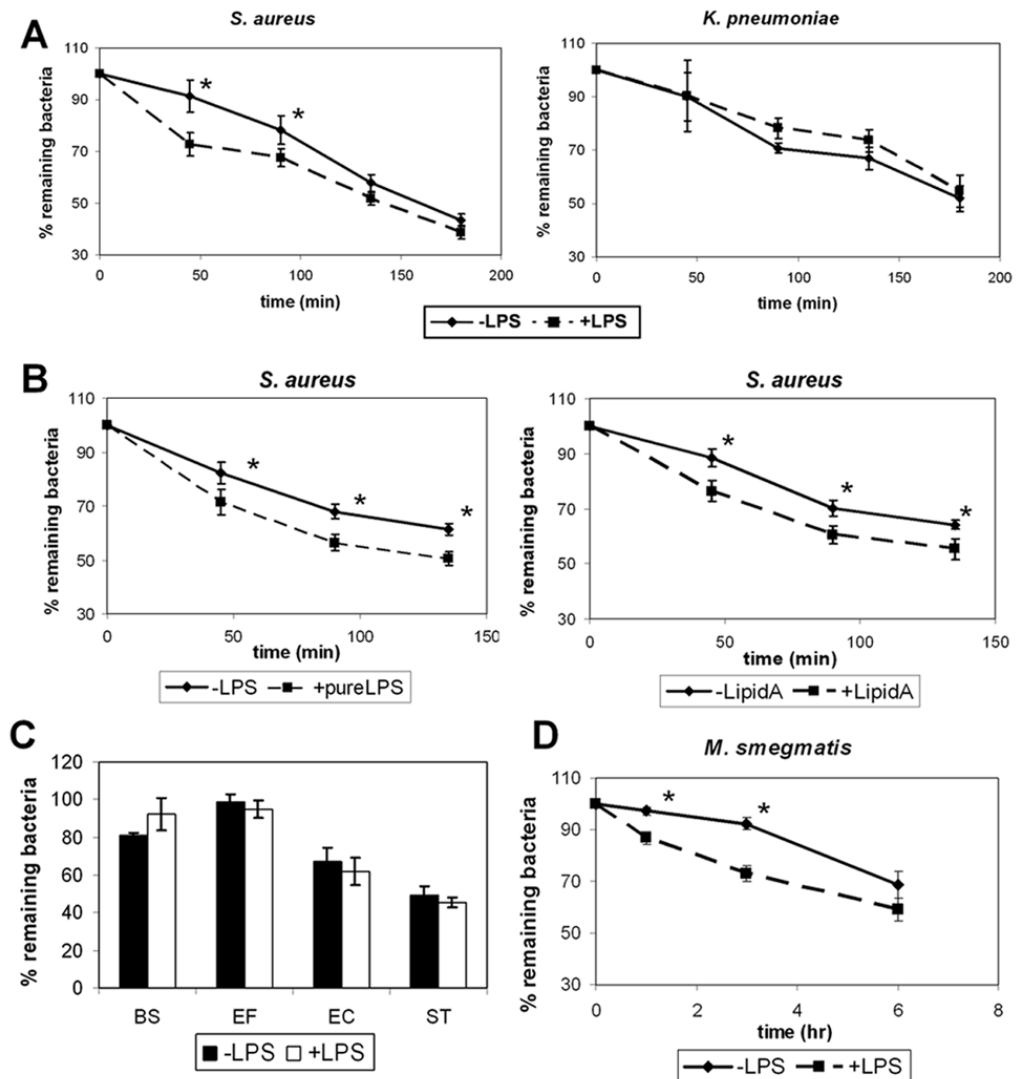 A
S. aureus
K. pneumoniae
% remaining bacteria
110
90
70
50
30
0
50
100
150
200
time (min)
% remaining bacteria
110
90
70
50
30
0
50
100
150
200
time (min)
-LPS +LPS
B
S. aureus
S. aureus
% remaining bacteria
110
90
70
50
30
0
50
100
150
time (min)
-LPS +pureLPS
% remaining bacteria
110
90
70
50
30
0
50
100
150
time (min)
-LipidA +LipidA
* * * * * * * *
C
% remaining bacteria
120
100
80
60
40
20
0
BS EF EC ST
-LPS +LPS
D
M. smegmatis
% remaining bacteria
110
90
70
50
30
* *
0 2 4 6 8
time (hr)
-LPS +LPS